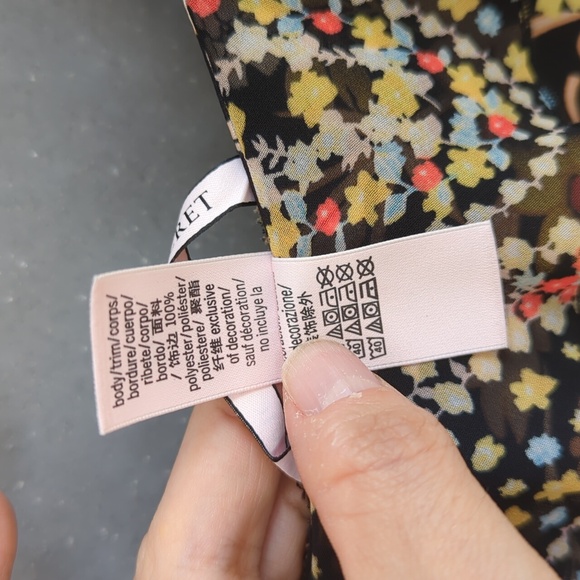 RET
body/trim/corps/
bordure/cuerpo/
ribete/corpo/
bordo/ 面料
/ 饰边 100%
polyester/poliéster/
poliestere/ 聚酯
纤维 exclusive
of decoration/
sauf décoration/
no incluye la
decorazione/
饰除外